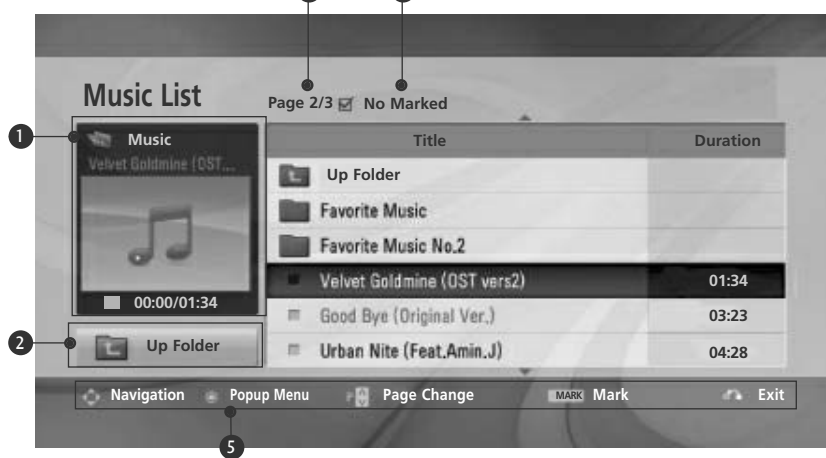 Music List
Page 2/3 No Marked
1
Music
Velvet Goldmine (OST...
00:00/01:34
2
Up Folder
Title Duration
Up Folder
Favorite Music
Favorite Music No.2
Velvet Goldmine (OST vers2) 01:34
Good Bye (Original Ver.) 03:23
Urban Nite (Feat.Amin.J) 04:28
Navigation Popup Menu P Page Change MARK Mark Exit
5